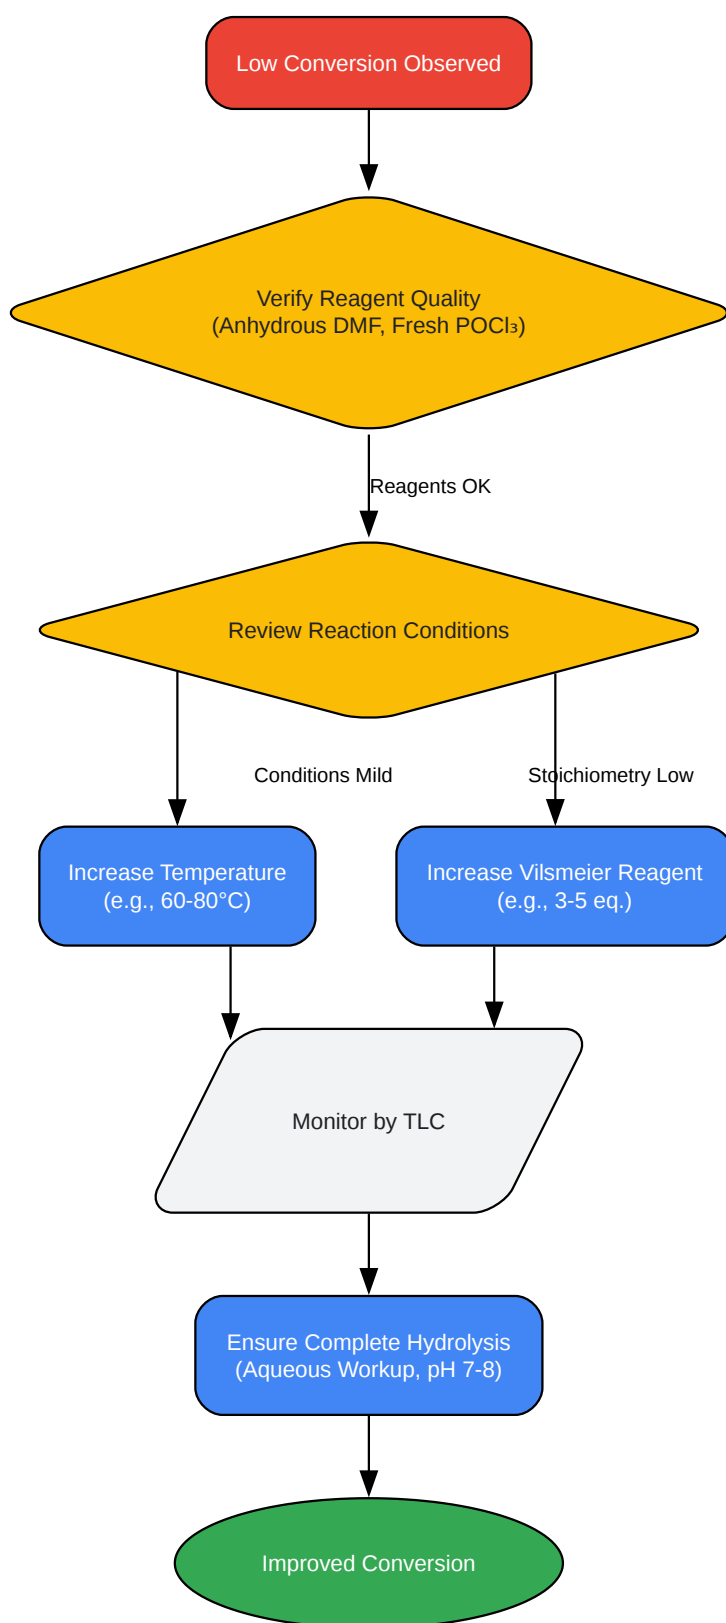 Low Conversion Observed
Verify Reagent Quality
(Anhydrous DMF, Fresh POCl₃)
Reagents OK
Review Reaction Conditions
Conditions Mild
Stoichiometry Low
Increase Temperature
(e.g., 60-80°C)
Increase Vilsmeier Reagent
(e.g., 3-5 eq.)
Monitor by TLC
Ensure Complete Hydrolysis
(Aqueous Workup, pH 7-8)
Improved Conversion